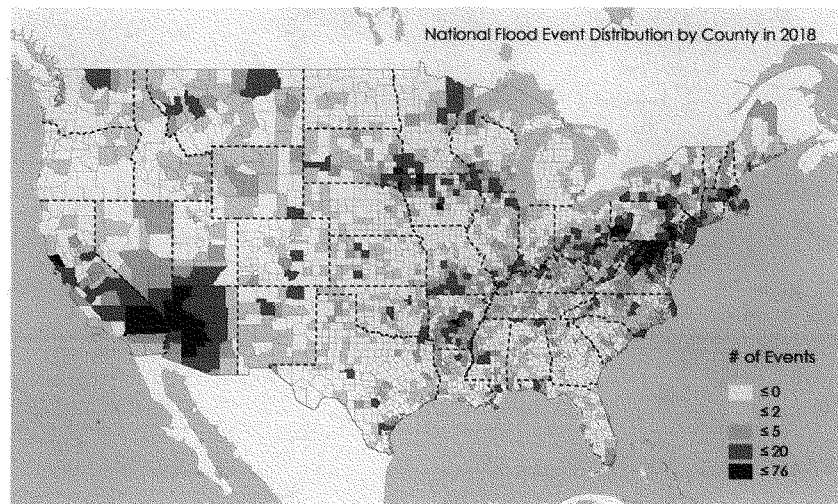 National Flood Event Distribution by County in 2018
# of Events
≤ 0
≤ 2
≤ 5
≤ 20
≤ 76